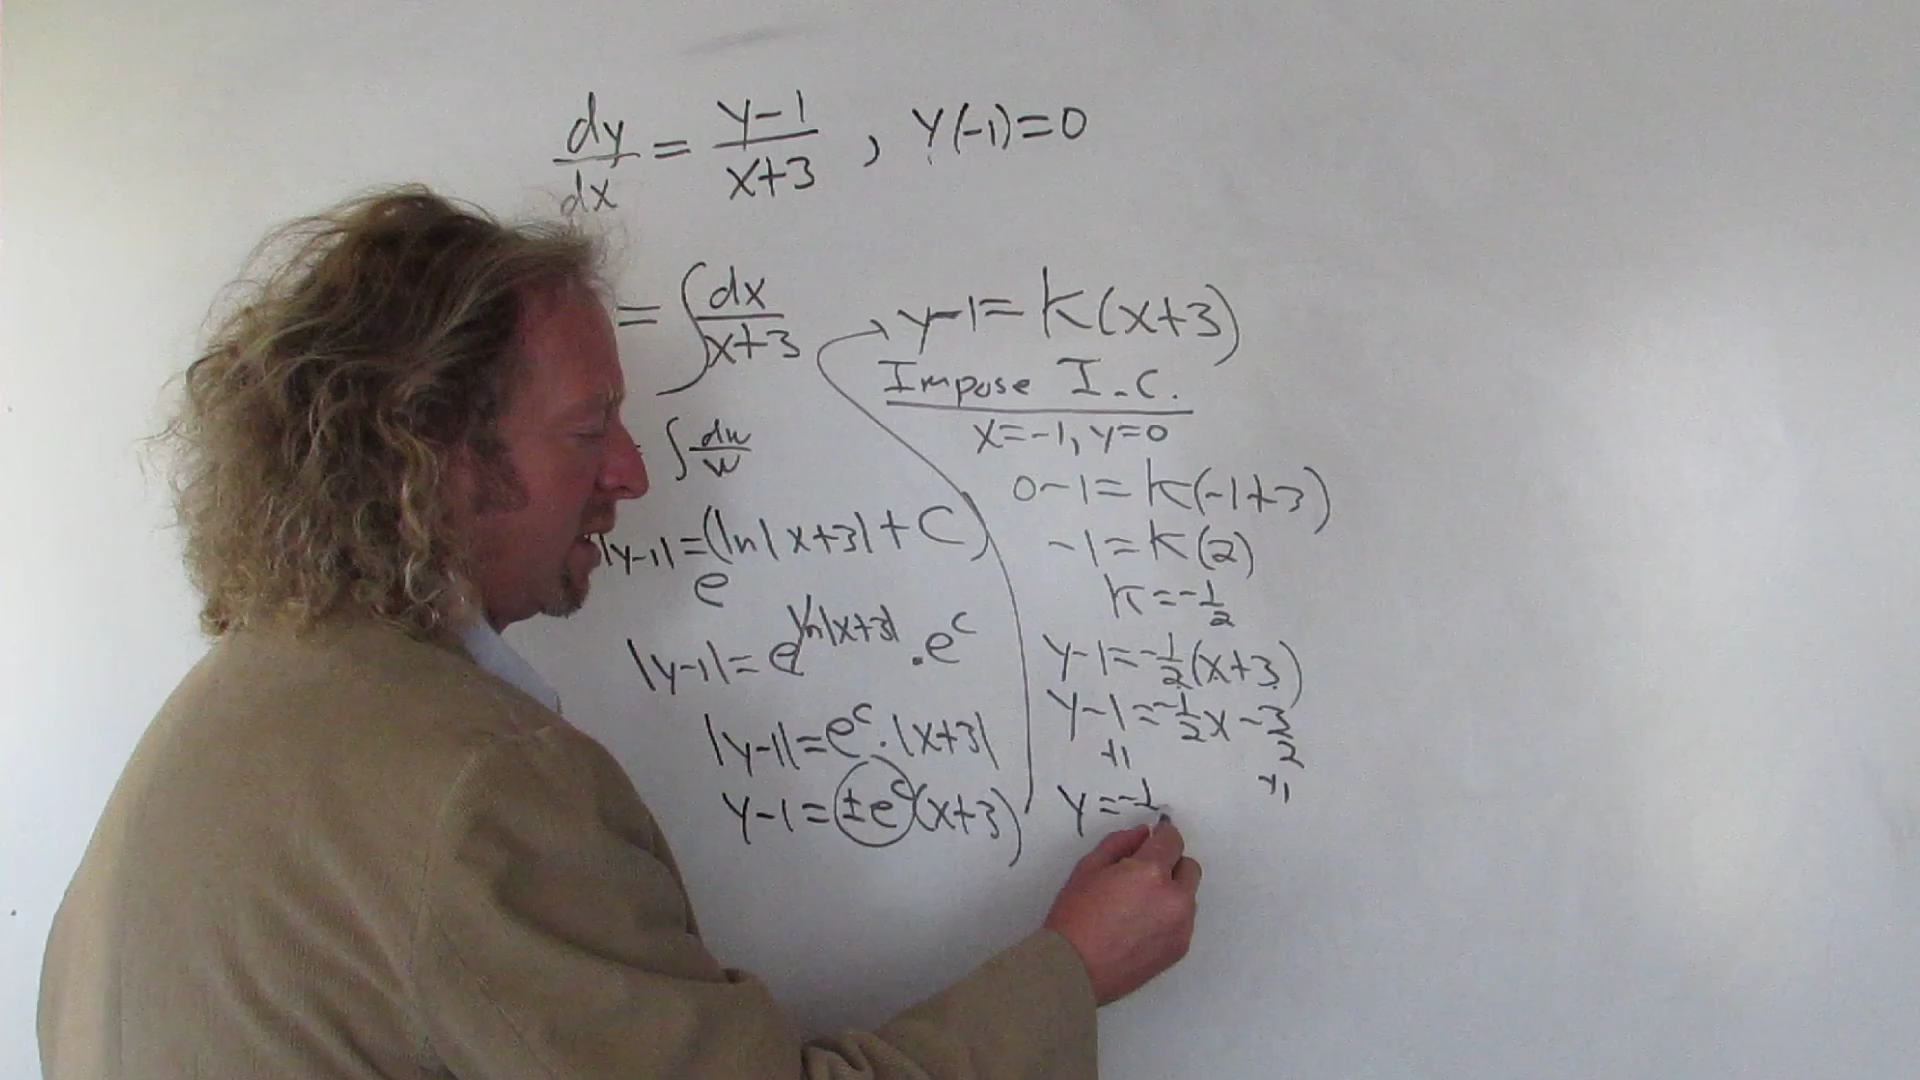 dy/dx = y-1/x+3 , y(-1)=0
= ∫dx/x+3
∫du/w
|y-1| = (ln|x+3| + C)
e
|y-1| = e^ln|x+3| · e^c
|y-1| = e^c · |x+3|
y-1 = ±e^c (x+3)
y-1 = K(x+3)
Impose I.C.
x=-1, y=0
0-1 = K(-1+3)
-1 = K(2)
K = -1/2
y-1 = -1/2(x+3)
y-1 = -1/2x - 3/2
+1 +1
y = -1